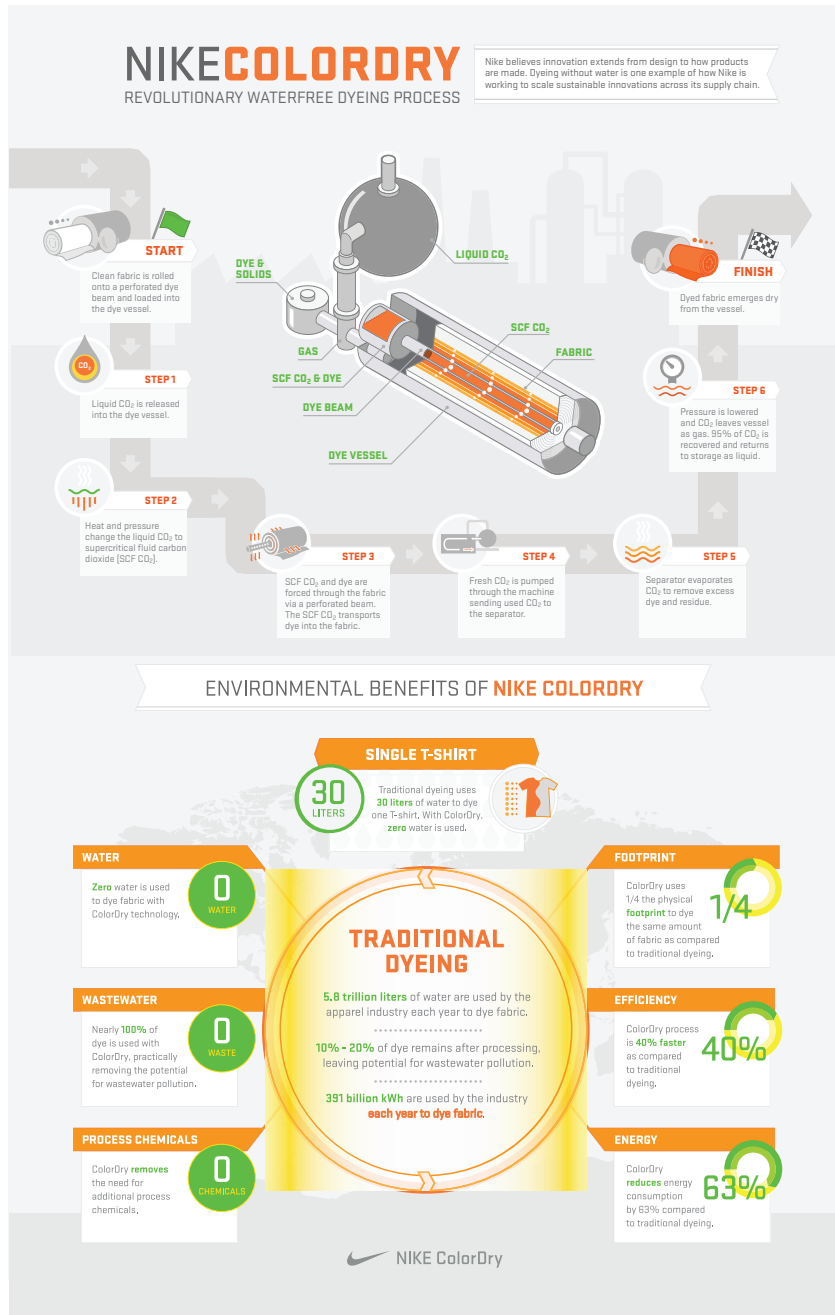 NIKECOLORDRY
REVOLUTIONARY WATERFREE DYEING PROCESS
Nike believes innovation extends from design to how products
are made. Dyeing without water is one example of how Nike is
working to scale sustainable innovations across its supply chain.
START
Clean fabric is rolled
onto a perforated dye
beam and loaded into
the dye vessel.
CO₂
STEP 1
Liquid CO₂ is released
into the dye vessel.
STEP 2
Heat and pressure
change the liquid CO₂ to
supercritical fluid carbon
dioxide [SCF CO₂].
STEP 3
SCF CO₂ and dye are
forced through the fabric
via a perforated beam.
The SCF CO₂ transports
dye into the fabric.
STEP 4
Fresh CO₂ is pumped
through the machine
sending used CO₂ to
the separator.
STEP 5
Separator evaporates
CO₂ to remove excess
dye and residue.
STEP 6
Pressure is lowered
and CO₂ leaves vessel
as gas. 95% of CO₂ is
recovered and returns
to storage as liquid.
FINISH
Dyed fabric emerges dry
from the vessel.
DYE &
SOLIDS
LIQUID CO₂
GAS
SCF CO₂
FABRIC
SCF CO₂ & DYE
DYE BEAM
DYE VESSEL
ENVIRONMENTAL BENEFITS OF NIKE COLORDRY
SINGLE T-SHIRT
30
LITERS
Traditional dyeing uses
30 liters of water to dye
one T-shirt. With ColorDry,
zero water is used.
WATER
Zero water is used
to dye fabric with
ColorDry technology.
0
WATER
WASTEWATER
Nearly 100% of
dye is used with
ColorDry, practically
removing the potential
for wastewater pollution.
0
WASTE
PROCESS CHEMICALS
ColorDry removes
the need for
additional process
chemicals.
0
CHEMICALS
TRADITIONAL
DYEING
5.8 trillion liters of water are used by the
apparel industry each year to dye fabric.
10% - 20% of dye remains after processing,
leaving potential for wastewater pollution.
391 billion kWh are used by the industry
each year to dye fabric.
FOOTPRINT
ColorDry uses
1/4 the physical
footprint to dye
the same amount
of fabric as compared
to traditional dyeing.
1/4
EFFICIENCY
ColorDry process
is 40% faster
as compared
to traditional
dyeing.
40%
ENERGY
ColorDry
reduces energy
consumption
by 63% compared
to traditional dyeing.
63%
NIKE ColorDry